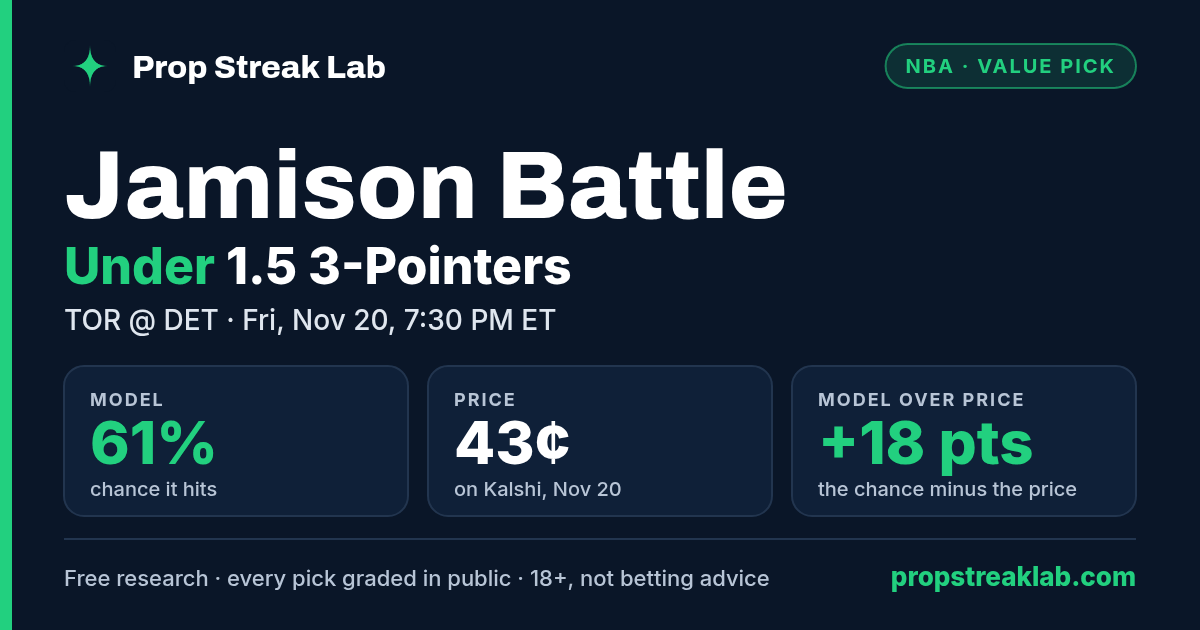 Prop Streak Lab
NBA · VALUE PICK
Jamison Battle
Under 1.5 3-Pointers
TOR @ DET · Fri, Nov 20, 7:30 PM ET
MODEL
61%
chance it hits
PRICE
43¢
on Kalshi, Nov 20
MODEL OVER PRICE
+18 pts
the chance minus the price
Free research · every pick graded in public · 18+, not betting advice
propstreaklab.com